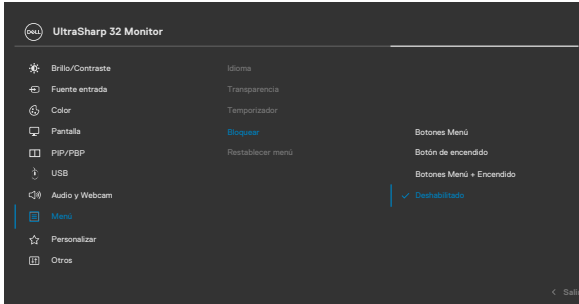 DELL UltraSharp 32 Monitor
Brillo/Contraste Idioma
Fuente entrada Transparencia
Color Temporizador
Pantalla Bloquear Botones Menú
PIP/PBP Restablecer menú Botón de encendido
USB Botones Menú + Encendido
Audio y Webcam Deshabilitado
Menú
Personalizar
Otros
Salir